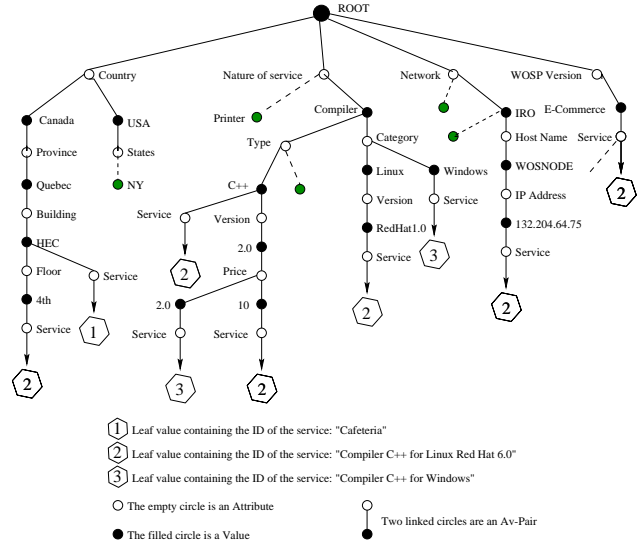 ROOT
Country
Nature of service
Network
WOSP Version
Printer
Compiler
IRO
E-Commerce
Canada
USA
Type
Category
Host Name
Service
Province
States
C++
Linux
Windows
WOSNODE
2
Quebec
NY
Service
Version
Version
Service
IP Address
Building
2.0
RedHat1.0
132.204.64.75
HEC
2
3
Service
Floor
Service
Price
Service
4th
2.0
10
2
2
Service
1
Service
Service
2
3
2
1 Leaf value containing the ID of the service: "Cafeteria"
2 Leaf value containing the ID of the service: "Compiler C++ for Linux Red Hat 6.0"
3 Leaf value containing the ID of the service: "Compiler C++ for Windows"
The empty circle is an Attribute
The filled circle is a Value
Two linked circles are an Av-Pair